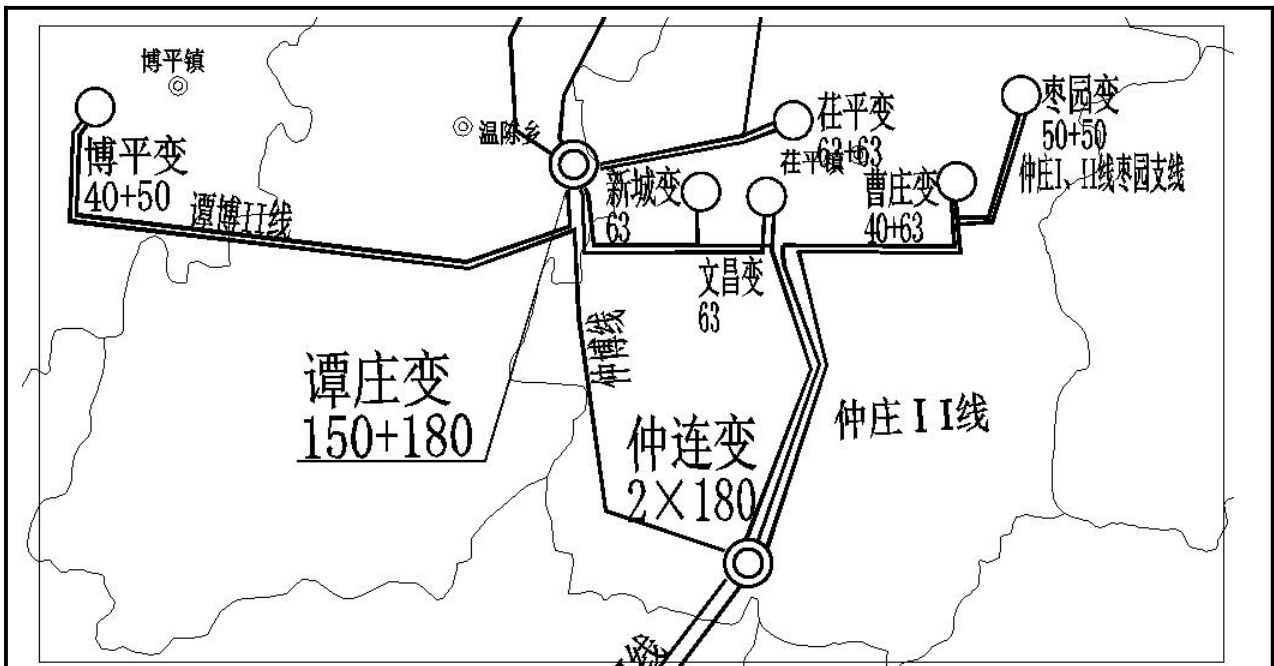 博平镇
博平变
40+50
谭博II线
温陈乡
茌平变
63+63
茌平镇
枣园变
50+50
仲庄I、II线枣园支线
新城变
63
曹庄变
40+63
文昌变
63
仲博线
谭庄变
150+180
仲连变
2×180
仲庄II线
线